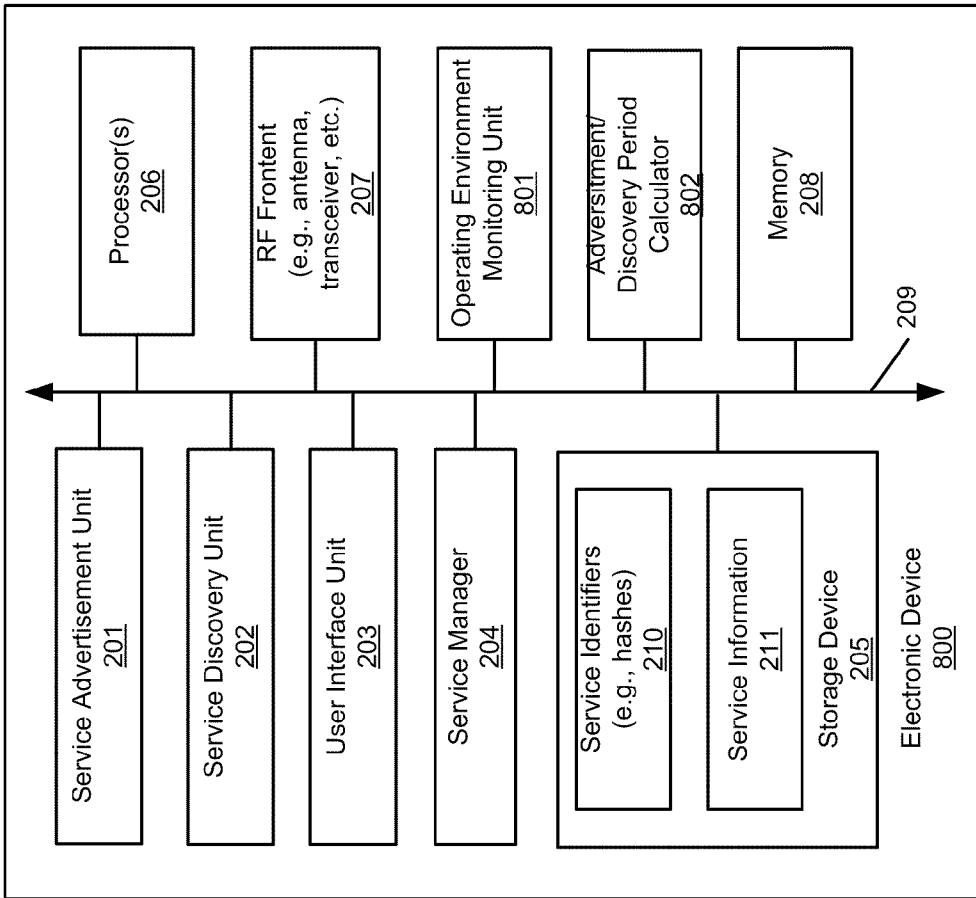 Service Advertisement Unit
201
Service Discovery Unit
202
User Interface Unit
203
Service Manager
204
Service Identifiers
(e.g., hashes)
210
Service Information
211
Storage Device
205
Electronic Device
800
Processor(s)
206
RF Frontent
(e.g., antenna,
transceiver, etc.)
207
Operating Environment
Monitoring Unit
801
Adversitment/
Discovery Period
Calculator
802
Memory
208
209